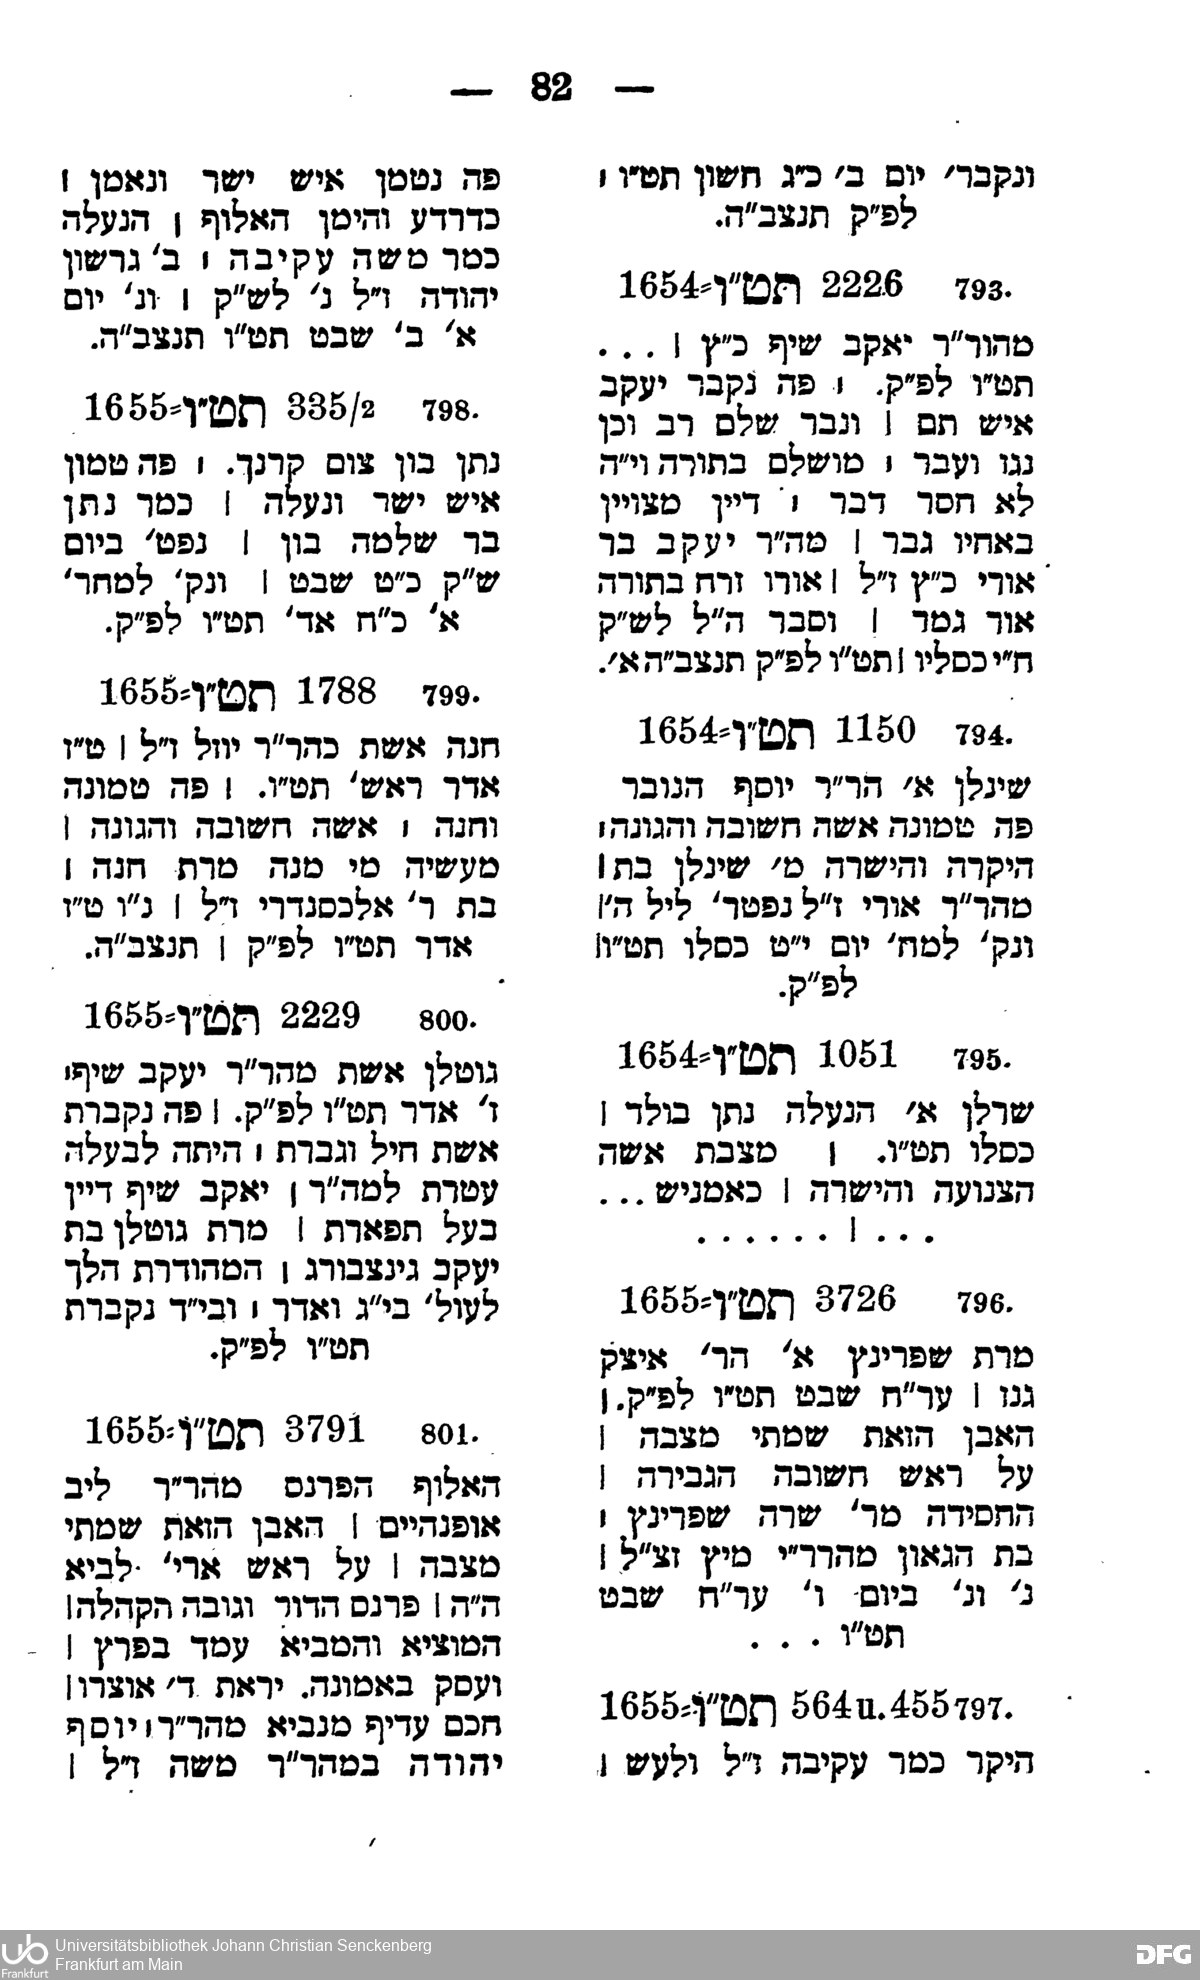 — 82 —
ונקבר׳ יום ב׳ כ״ג חשון תט״ו |
לפ״ק תנצב״ה.
793. 2226 תט״ו=1654
מהור״ר יאקב שיף כ״ץ | ...
תט״ו לפ״ק. | פה נקבר יעקב
איש תם | ונבר שלם רב וכן
נגו ועבר | מושלם בתורה וי״ה
לא חסר דבר | דיין מצויין
באחיו גבר | מה״ר יעקב בר
אורי כ״ץ ז״ל | אורו זרח בתורה
אור גמר | וסבר ה״ל לש״ק
ח״י כסליו | תט״ו לפ״ק תנצב״ה א׳.
794. 1150 תט״ו=1654
שינלן א׳ הר״ר יוסף הנובר
פה טמונה אשה חשובה והגונה |
היקרה והישרה מ׳ שינלן בת |
מהר״ר אורי ז״ל נפטר׳ ליל ה׳ |
ונק׳ למח׳ יום י״ט כסלו תט״ו |
לפ״ק.
795. 1051 תט״ו=1654
שרלן א׳ הנעלה נתן בולד |
כסלו תט״ו. | מצבת אשה
הצנועה והישרה | כאמניש ...
... | ......
796. 3726 תט״ו=1655
מרת שפרינץ א׳ הר׳ איצק
גנז | ער״ח שבט תט״ו לפ״ק. |
האבן הזאת שמתי מצבה |
על ראש חשובה הגבירה |
החסידה מר׳ שרה שפרינץ |
בת הגאון מהרר״י מיץ זצ״ל |
נ׳ ונ׳ ביום ו׳ ער״ח שבט
תט״ו ...
797. 564 u. 455 תט״ו=1655
היקר כמר עקיבה ז״ל ולעש |
פה נטמן איש ישר ונאמן |
כדרדע והימן האלוף | הנעלה
כמר משה עקיבה | ב׳ גרשון
יהודה ז״ל נ׳ לש״ק | ונ׳ יום
א׳ ב׳ שבט תט״ו תנצב״ה.
798. 335/2 תט״ו=1655
נתן בון צום קרנך. | פה טמון
איש ישר ונעלה | כמר נתן
בר שלמה בון | נפט׳ ביום
ש״ק כ״ט שבט | ונק׳ למחר׳
א׳ כ״ח אד׳ תט״ו לפ״ק.
799. 1788 תט״ו=1655
חנה אשת כהר״ר יוזל ז״ל | ט״ז
אדר ראש׳ תט״ו. | פה טמונה
וחנה | אשה חשובה והגונה |
מעשיה מי מנה מרת חנה |
בת ר׳ אלכסנדרי ז״ל | נ״ו ט״ז
אדר תט״ו לפ״ק | תנצב״ה.
800. 2229 תט״ו=1655
גוטלן אשת מהר״ר יעקב שיף |
ז׳ אדר תט״ו לפ״ק. | פה נקברת
אשת חיל וגברת | היתה לבעלה
עטרת למה״ר | יאקב שיף דיין
בעל תפארת | מרת גוטלן בת
יעקב גינצבורג | המהודרת הלך
לעול׳ בי״ג ואדר | ובי״ד נקברת
תט״ו לפ״ק.
801. 3791 תט״ו=1655
האלוף הפרנס מהר״ר ליב
אופנהיים | האבן הזאת שמתי
מצבה | על ראש ארי׳ לביא
ה״ה | פרנס הדור וגובה הקהלה |
המוציא והמביא עמד בפרץ |
ועסק באמונה. יראת ד׳ אוצרו |
חכם עדיף מנביא מהר״ר | יוסף
יהודה במהר״ר משה ז״ל |
Universitätsbibliothek Johann Christian Senckenberg
Frankfurt am Main
ub
Frankfurt
DFG